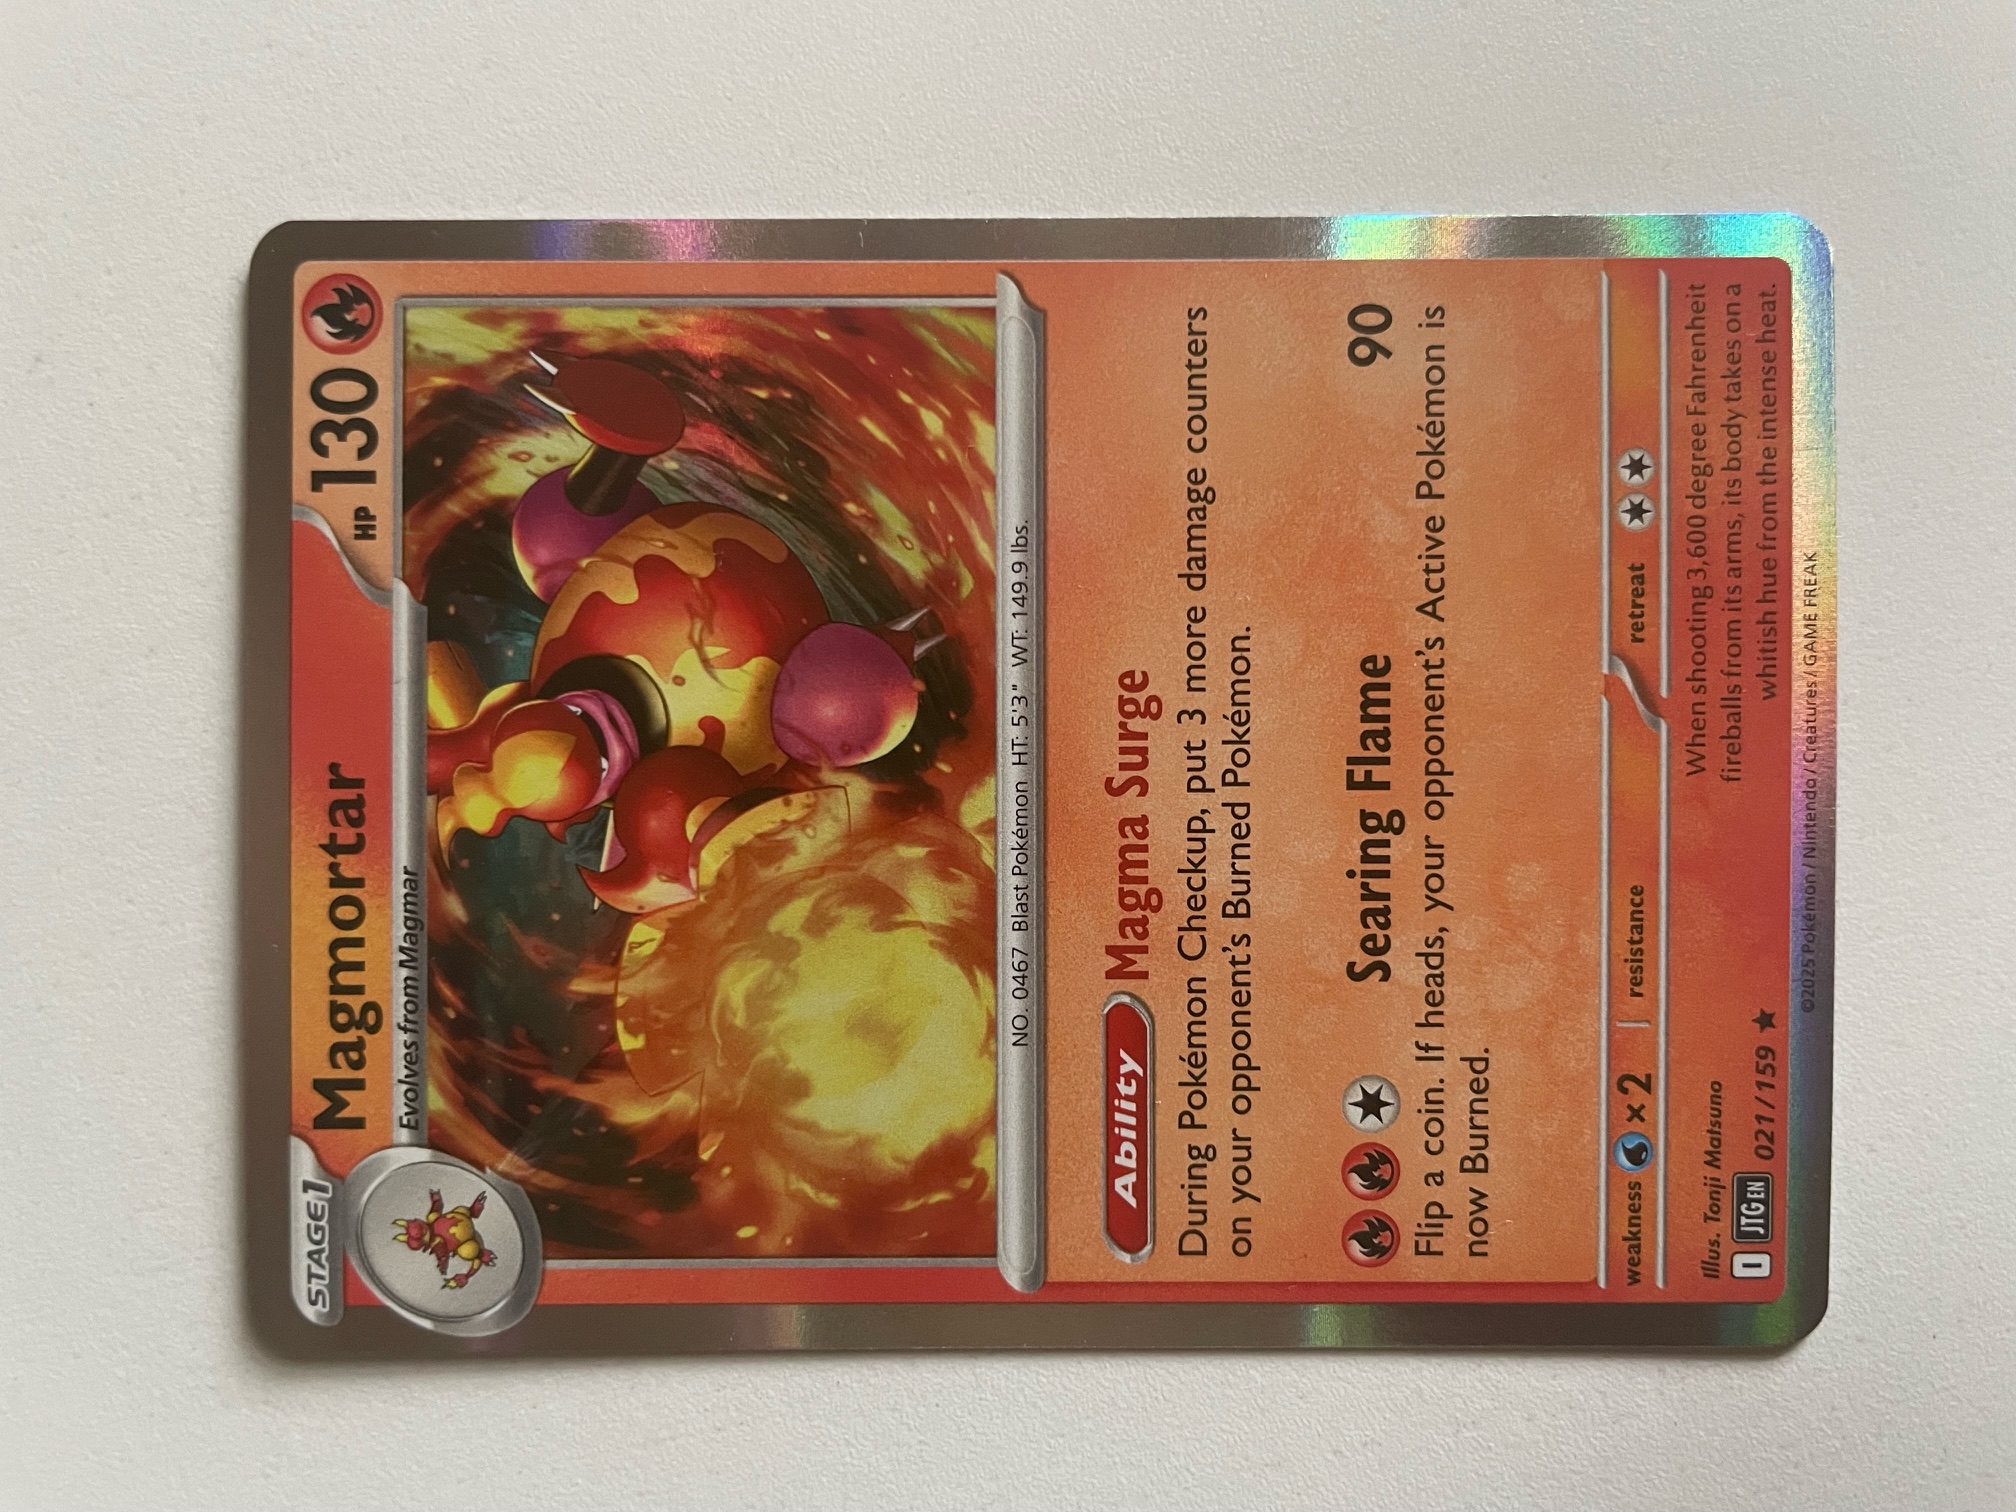 STAGE1
Magmortar
HP 130
Evolves from Magmar
NO. 0467 Blast Pokémon HT: 5'3" WT: 149.9 lbs.
Ability Magma Surge
During Pokémon Checkup, put 3 more damage counters
on your opponent's Burned Pokémon.
Searing Flame 90
Flip a coin. If heads, your opponent's Active Pokémon is
now Burned.
weakness ×2 resistance retreat
Illus. Tonji Matsuno
I JTG EN 021/159
When shooting 3,600 degree Fahrenheit
fireballs from its arms, its body takes on a
whitish hue from the intense heat.
©2025 Pokémon / Nintendo / Creatures / GAME FREAK